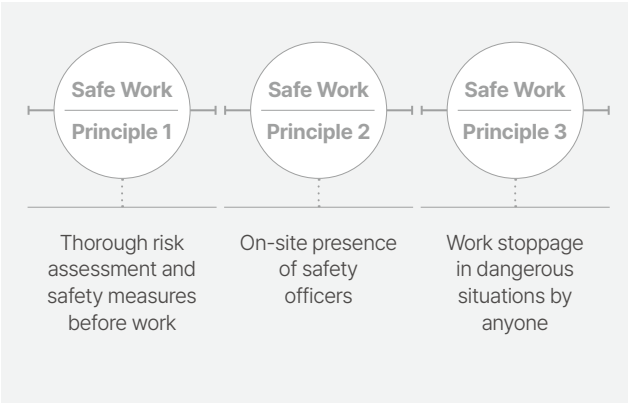 Safe Work
Principle 1
Thorough risk
assessment and
safety measures
before work
Safe Work
Principle 2
On-site presence
of safety
officers
Safe Work
Principle 3
Work stoppage
in dangerous
situations by
anyone